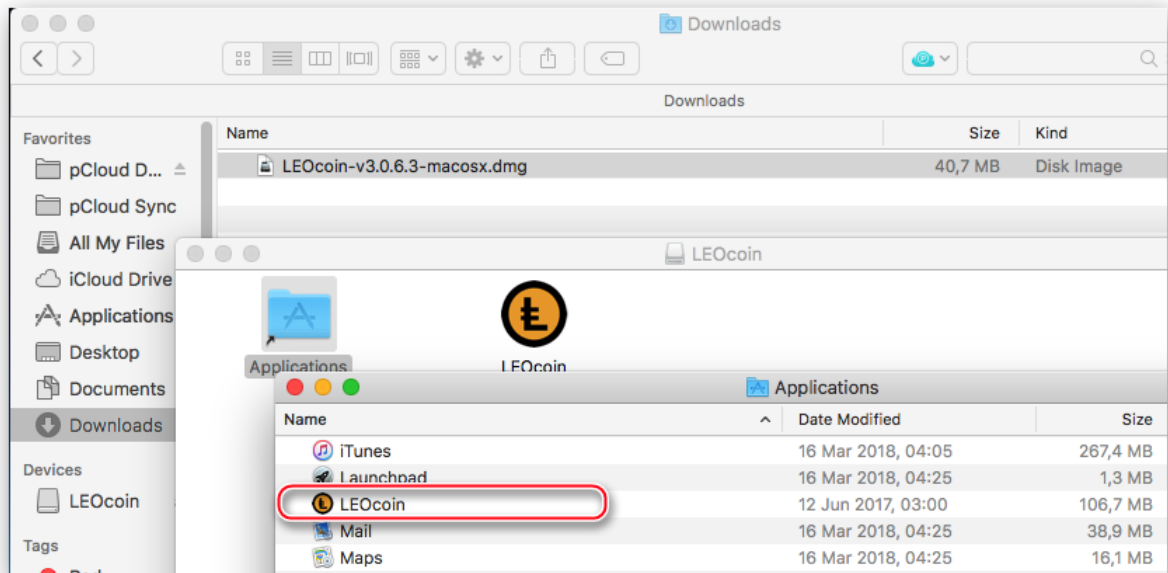 Downloads
Downloads
Favorites
Name Size Kind
pCloud D...
LEOcoin-v3.0.6.3-macosx.dmg 40,7 MB Disk Image
pCloud Sync
All My Files
LEOcoin
iCloud Drive
Applications
Desktop
Applications LEOcoin
Documents
Applications
Downloads
Name Date Modified Size
iTunes 16 Mar 2018, 04:05 267,4 MB
Devices
Launchpad 16 Mar 2018, 04:25 1,3 MB
LEOcoin
LEOcoin 12 Jun 2017, 03:00 106,7 MB
Mail 16 Mar 2018, 04:25 38,9 MB
Tags
Maps 16 Mar 2018, 04:25 16,1 MB